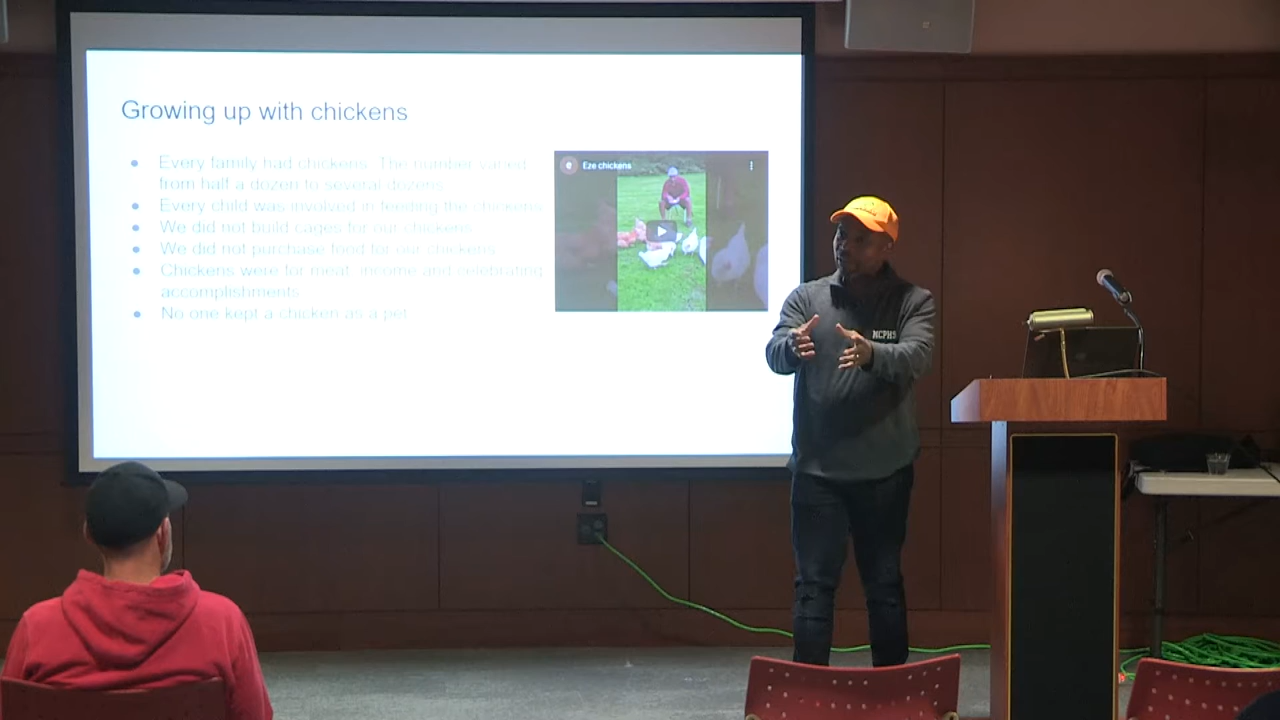 Growing up with chickens
Every family had chickens. The number varied
from half a dozen to several dozens
Every child was involved in feeding the chickens
We did not build cages for our chickens
We did not purchase food for our chickens
Chickens were for meat, income and celebrating
accomplishments
No one kept a chicken as a pet
e
Eze chickens
NCPHS